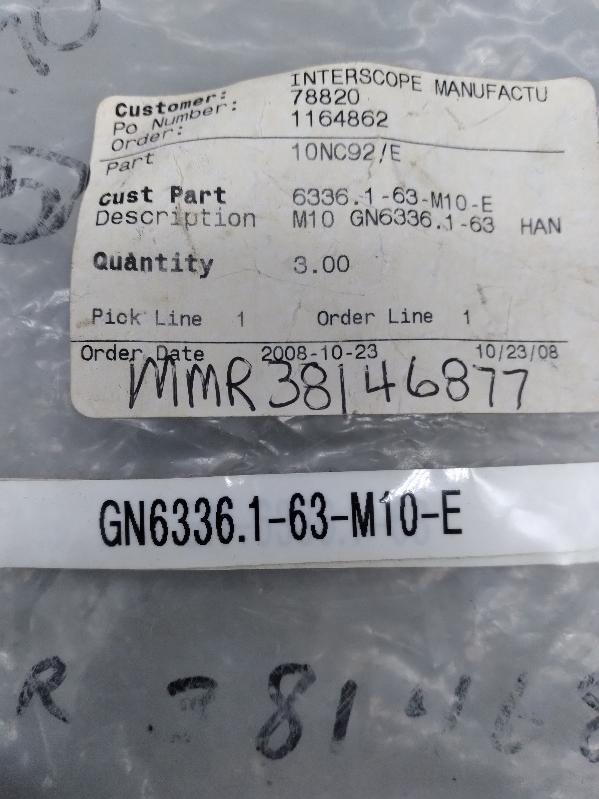 Customer: INTERSCOPE MANUFACTU
Po Number: 78820
Order: 1164862
Part 10NC92/E
Cust Part 6336.1-63-M10-E
Description M10 GN6336.1-63 HAN
Quantity 3.00
Pick Line 1 Order Line 1
Order Date 2008-10-23 10/23/08
MMR38146877
GN6336.1-63-M10-E
R 8146